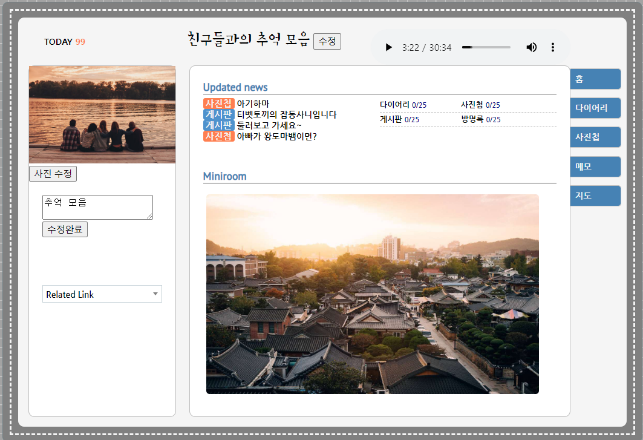 TODAY 99
친구들과의 추억 모음 수정
3:22 / 30:34
사진 수정
추억 모음
수정완료
Related Link
Updated news
사진첩 아기하마
게시판 티벳토끼의 잠동사니입니다
게시판 둘러보고 가세요~
사진첩 아빠가 왕도마뱀이면?
다이어리 0/25 사진첩 0/25
게시판 0/25 방명록 0/25
Miniroom
홈
다이어리
사진첩
메모
지도